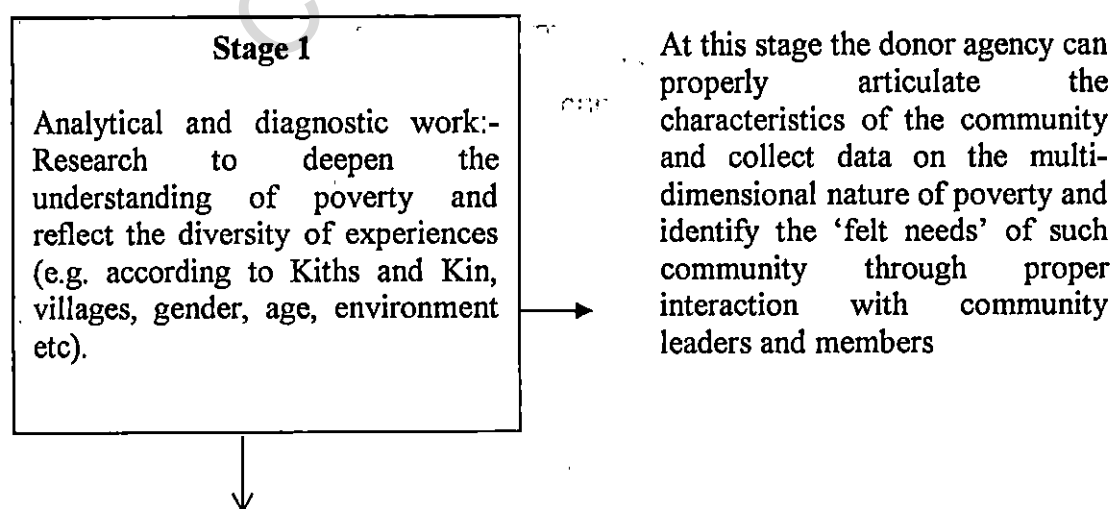 Stage 1
Analytical and diagnostic work:-
Research to deepen the
understanding of poverty and
reflect the diversity of experiences
(e.g. according to Kiths and Kin,
villages, gender, age, environment
etc).
At this stage the donor agency can
properly articulate the
characteristics of the community
and collect data on the multi-
dimensional nature of poverty and
identify the ‘felt needs’ of such
community through proper
interaction with community
leaders and members